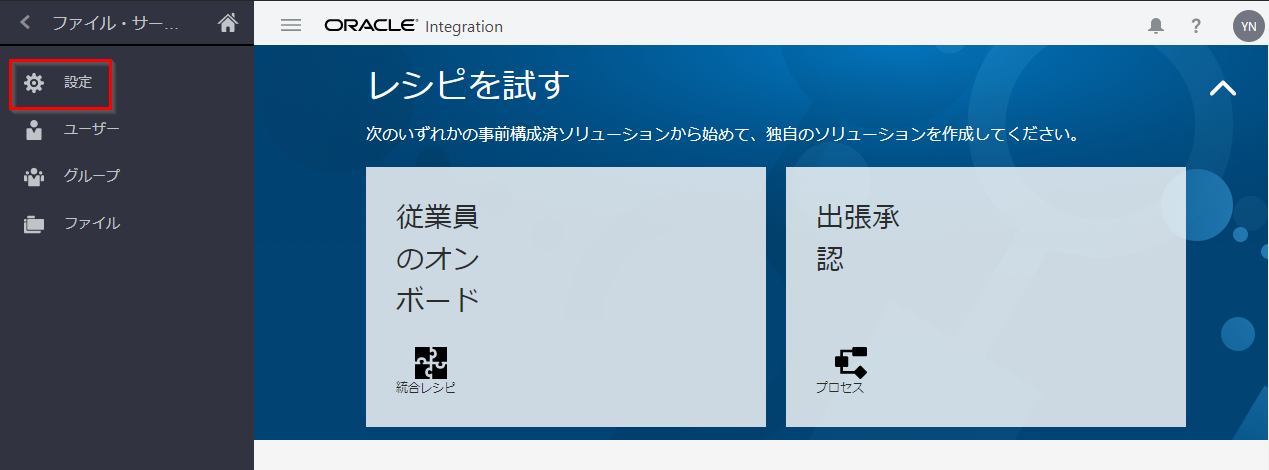 ファイル・サー...
ORACLE Integration
YN
設定
ユーザー
グループ
ファイル
レシピを試す
次のいずれかの事前構成済ソリューションから始めて、独自のソリューションを作成してください。
従業員
のオン
ボード
統合レシピ
出張承
認
プロセス